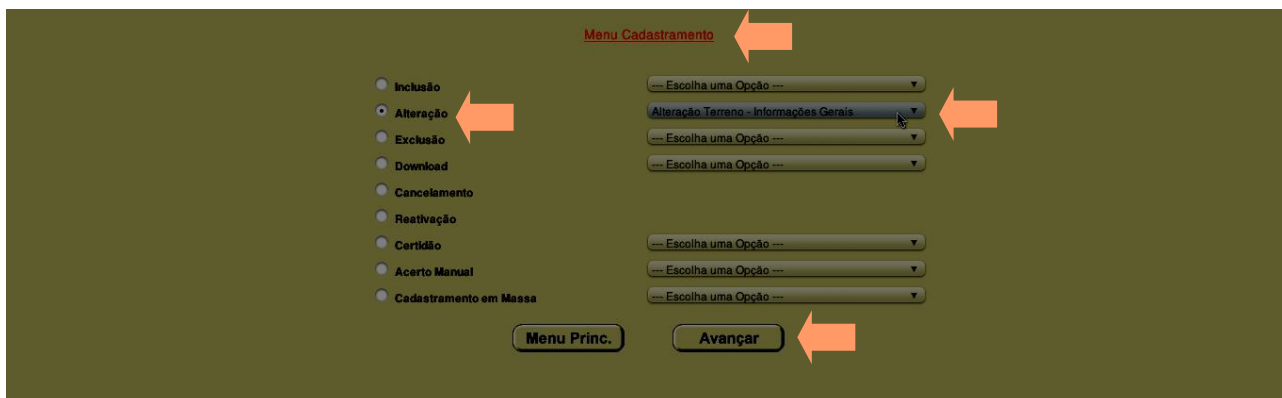 Menu Cadastramento
Inclusão --- Escolha uma Opção ---
Alteração Alteração Terreno - Informações Gerais
Exclusão --- Escolha uma Opção ---
Download --- Escolha uma Opção ---
Cancelamento
Reativação
Certidão --- Escolha uma Opção ---
Acerto Manual --- Escolha uma Opção ---
Cadastramento em Massa --- Escolha uma Opção ---
Menu Princ. Avançar